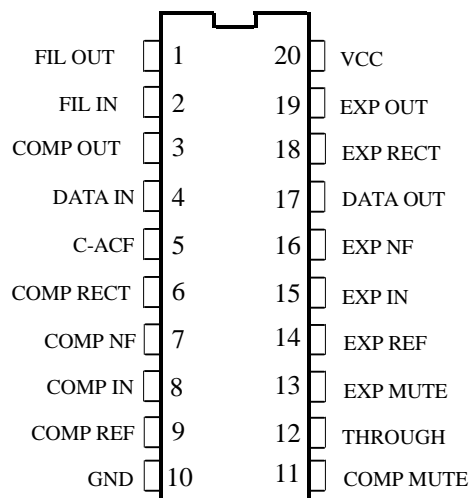 FIL OUT 1 20 VCC
FIL IN 2 19 EXP OUT
COMP OUT 3 18 EXP RECT
DATA IN 4 17 DATA OUT
C-ACF 5 16 EXP NF
COMP RECT 6 15 EXP IN
COMP NF 7 14 EXP REF
COMP IN 8 13 EXP MUTE
COMP REF 9 12 THROUGH
GND 10 11 COMP MUTE